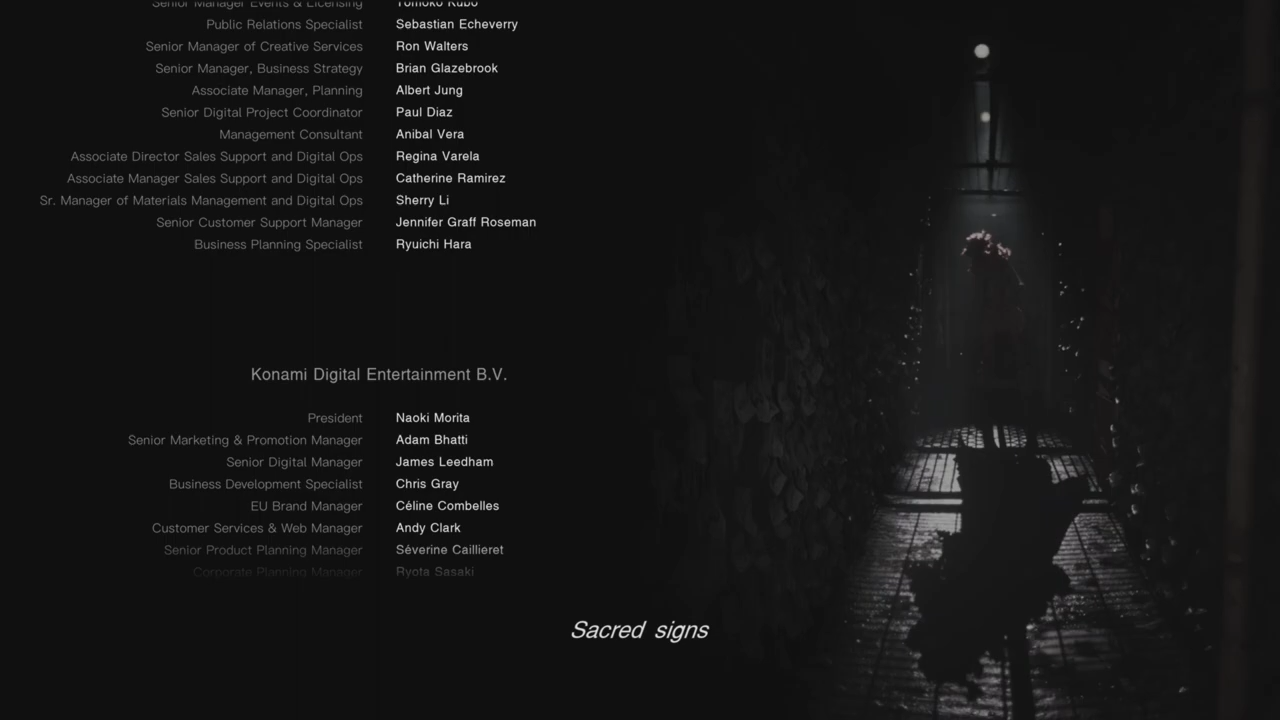 Senior Manager Events & Licensing Tomoko Kubo
Public Relations Specialist Sebastian Echeverry
Senior Manager of Creative Services Ron Walters
Senior Manager, Business Strategy Brian Glazebrook
Associate Manager, Planning Albert Jung
Senior Digital Project Coordinator Paul Diaz
Management Consultant Anibal Vera
Associate Director Sales Support and Digital Ops Regina Varela
Associate Manager Sales Support and Digital Ops Catherine Ramirez
Sr. Manager of Materials Management and Digital Ops Sherry Li
Senior Customer Support Manager Jennifer Graff Roseman
Business Planning Specialist Ryuichi Hara
Konami Digital Entertainment B.V.
President Naoki Morita
Senior Marketing & Promotion Manager Adam Bhatti
Senior Digital Manager James Leedham
Business Development Specialist Chris Gray
EU Brand Manager Céline Combelles
Customer Services & Web Manager Andy Clark
Senior Product Planning Manager Séverine Caillieret
Corporate Planning Manager Ryota Sasaki
Sacred signs